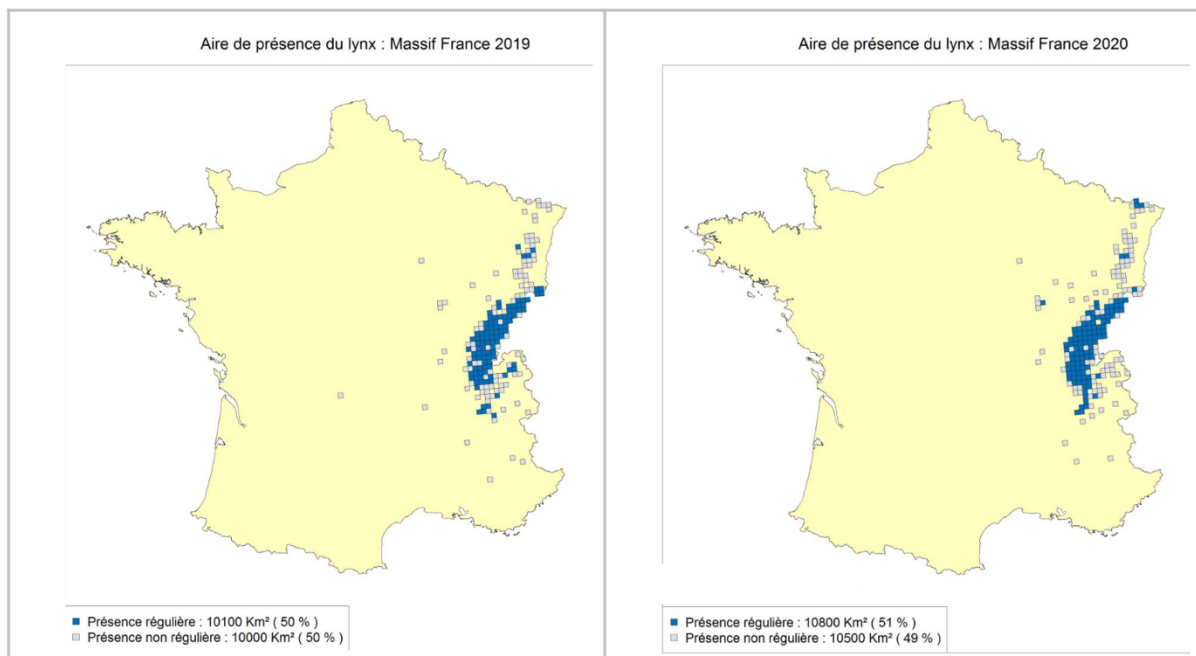 Aire de présence du lynx : Massif France 2019
Présence régulière : 10100 Km² ( 50 % )
Présence non régulière : 10000 Km² ( 50 % )
Aire de présence du lynx : Massif France 2020
Présence régulière : 10800 Km² ( 51 % )
Présence non régulière : 10500 Km² ( 49 % )